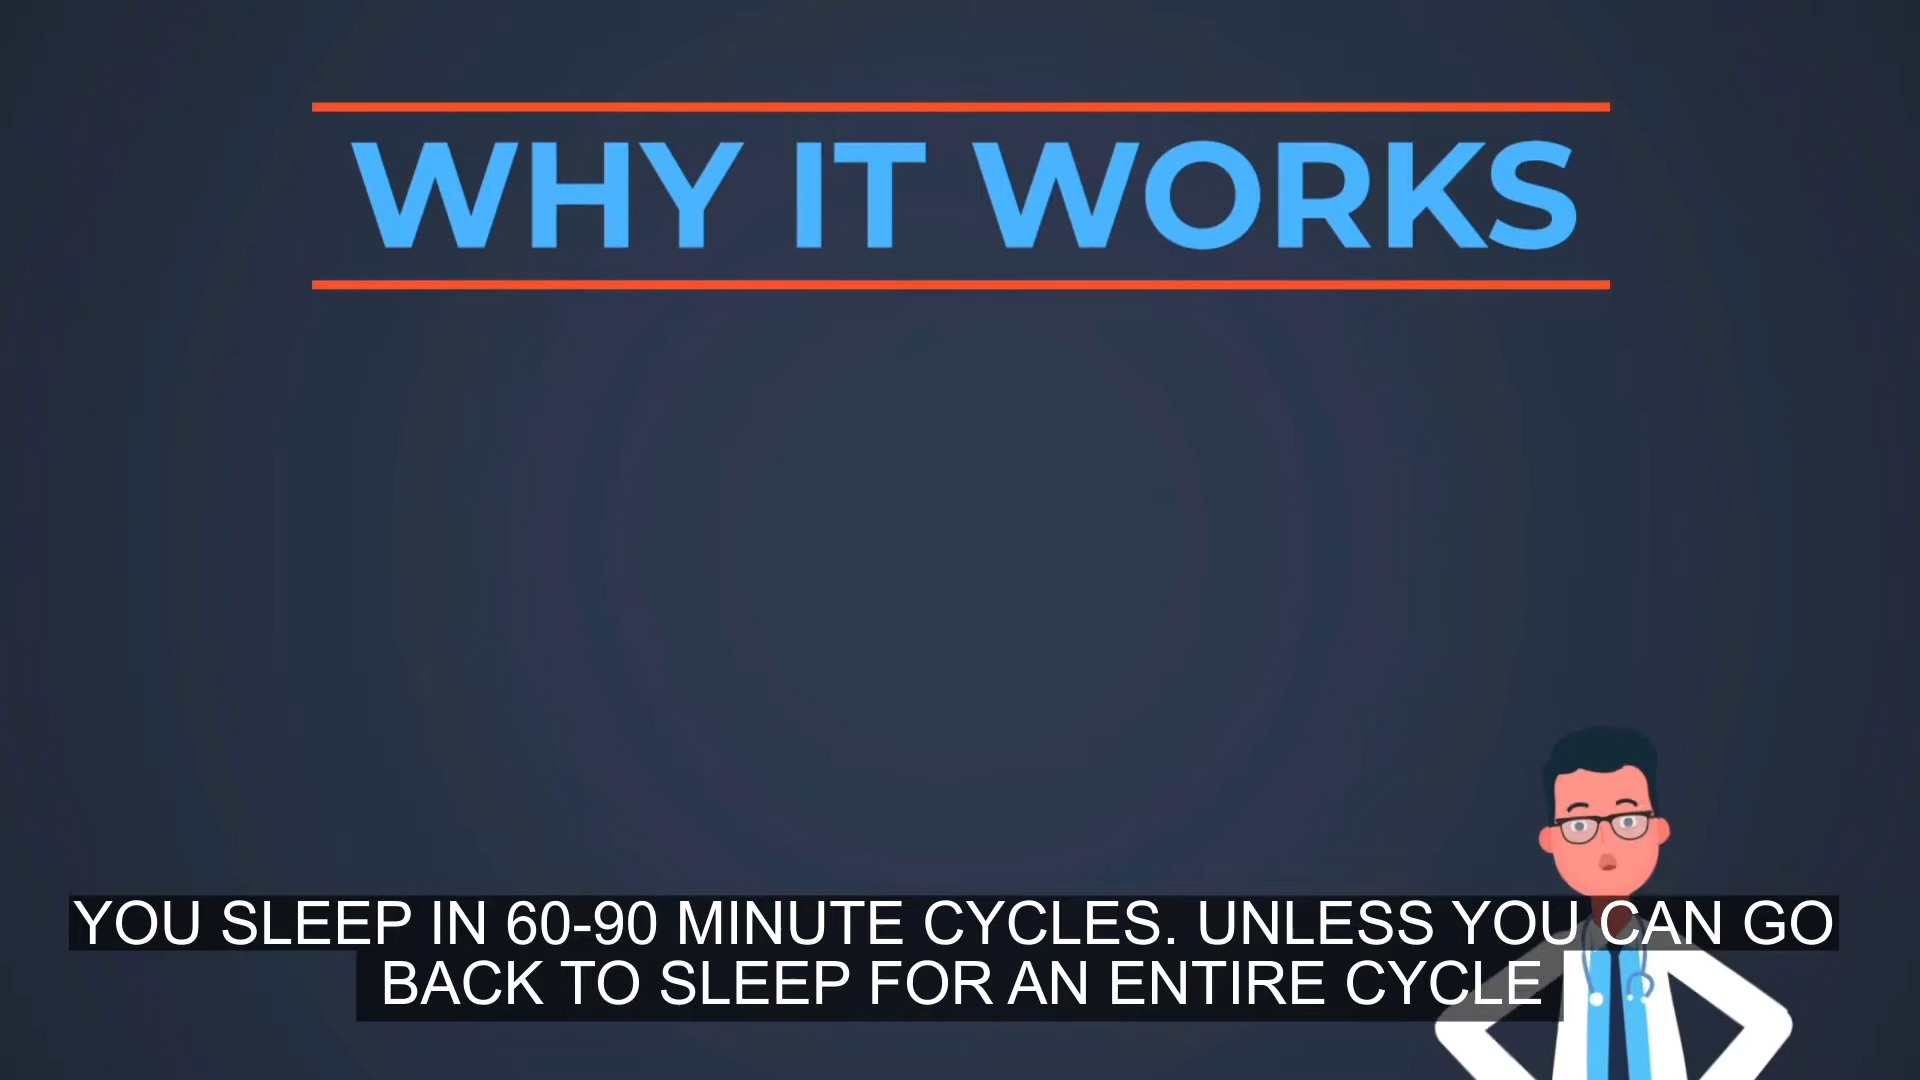 WHY IT WORKS
YOU SLEEP IN 60-90 MINUTE CYCLES. UNLESS YOU CAN GO
BACK TO SLEEP FOR AN ENTIRE CYCLE